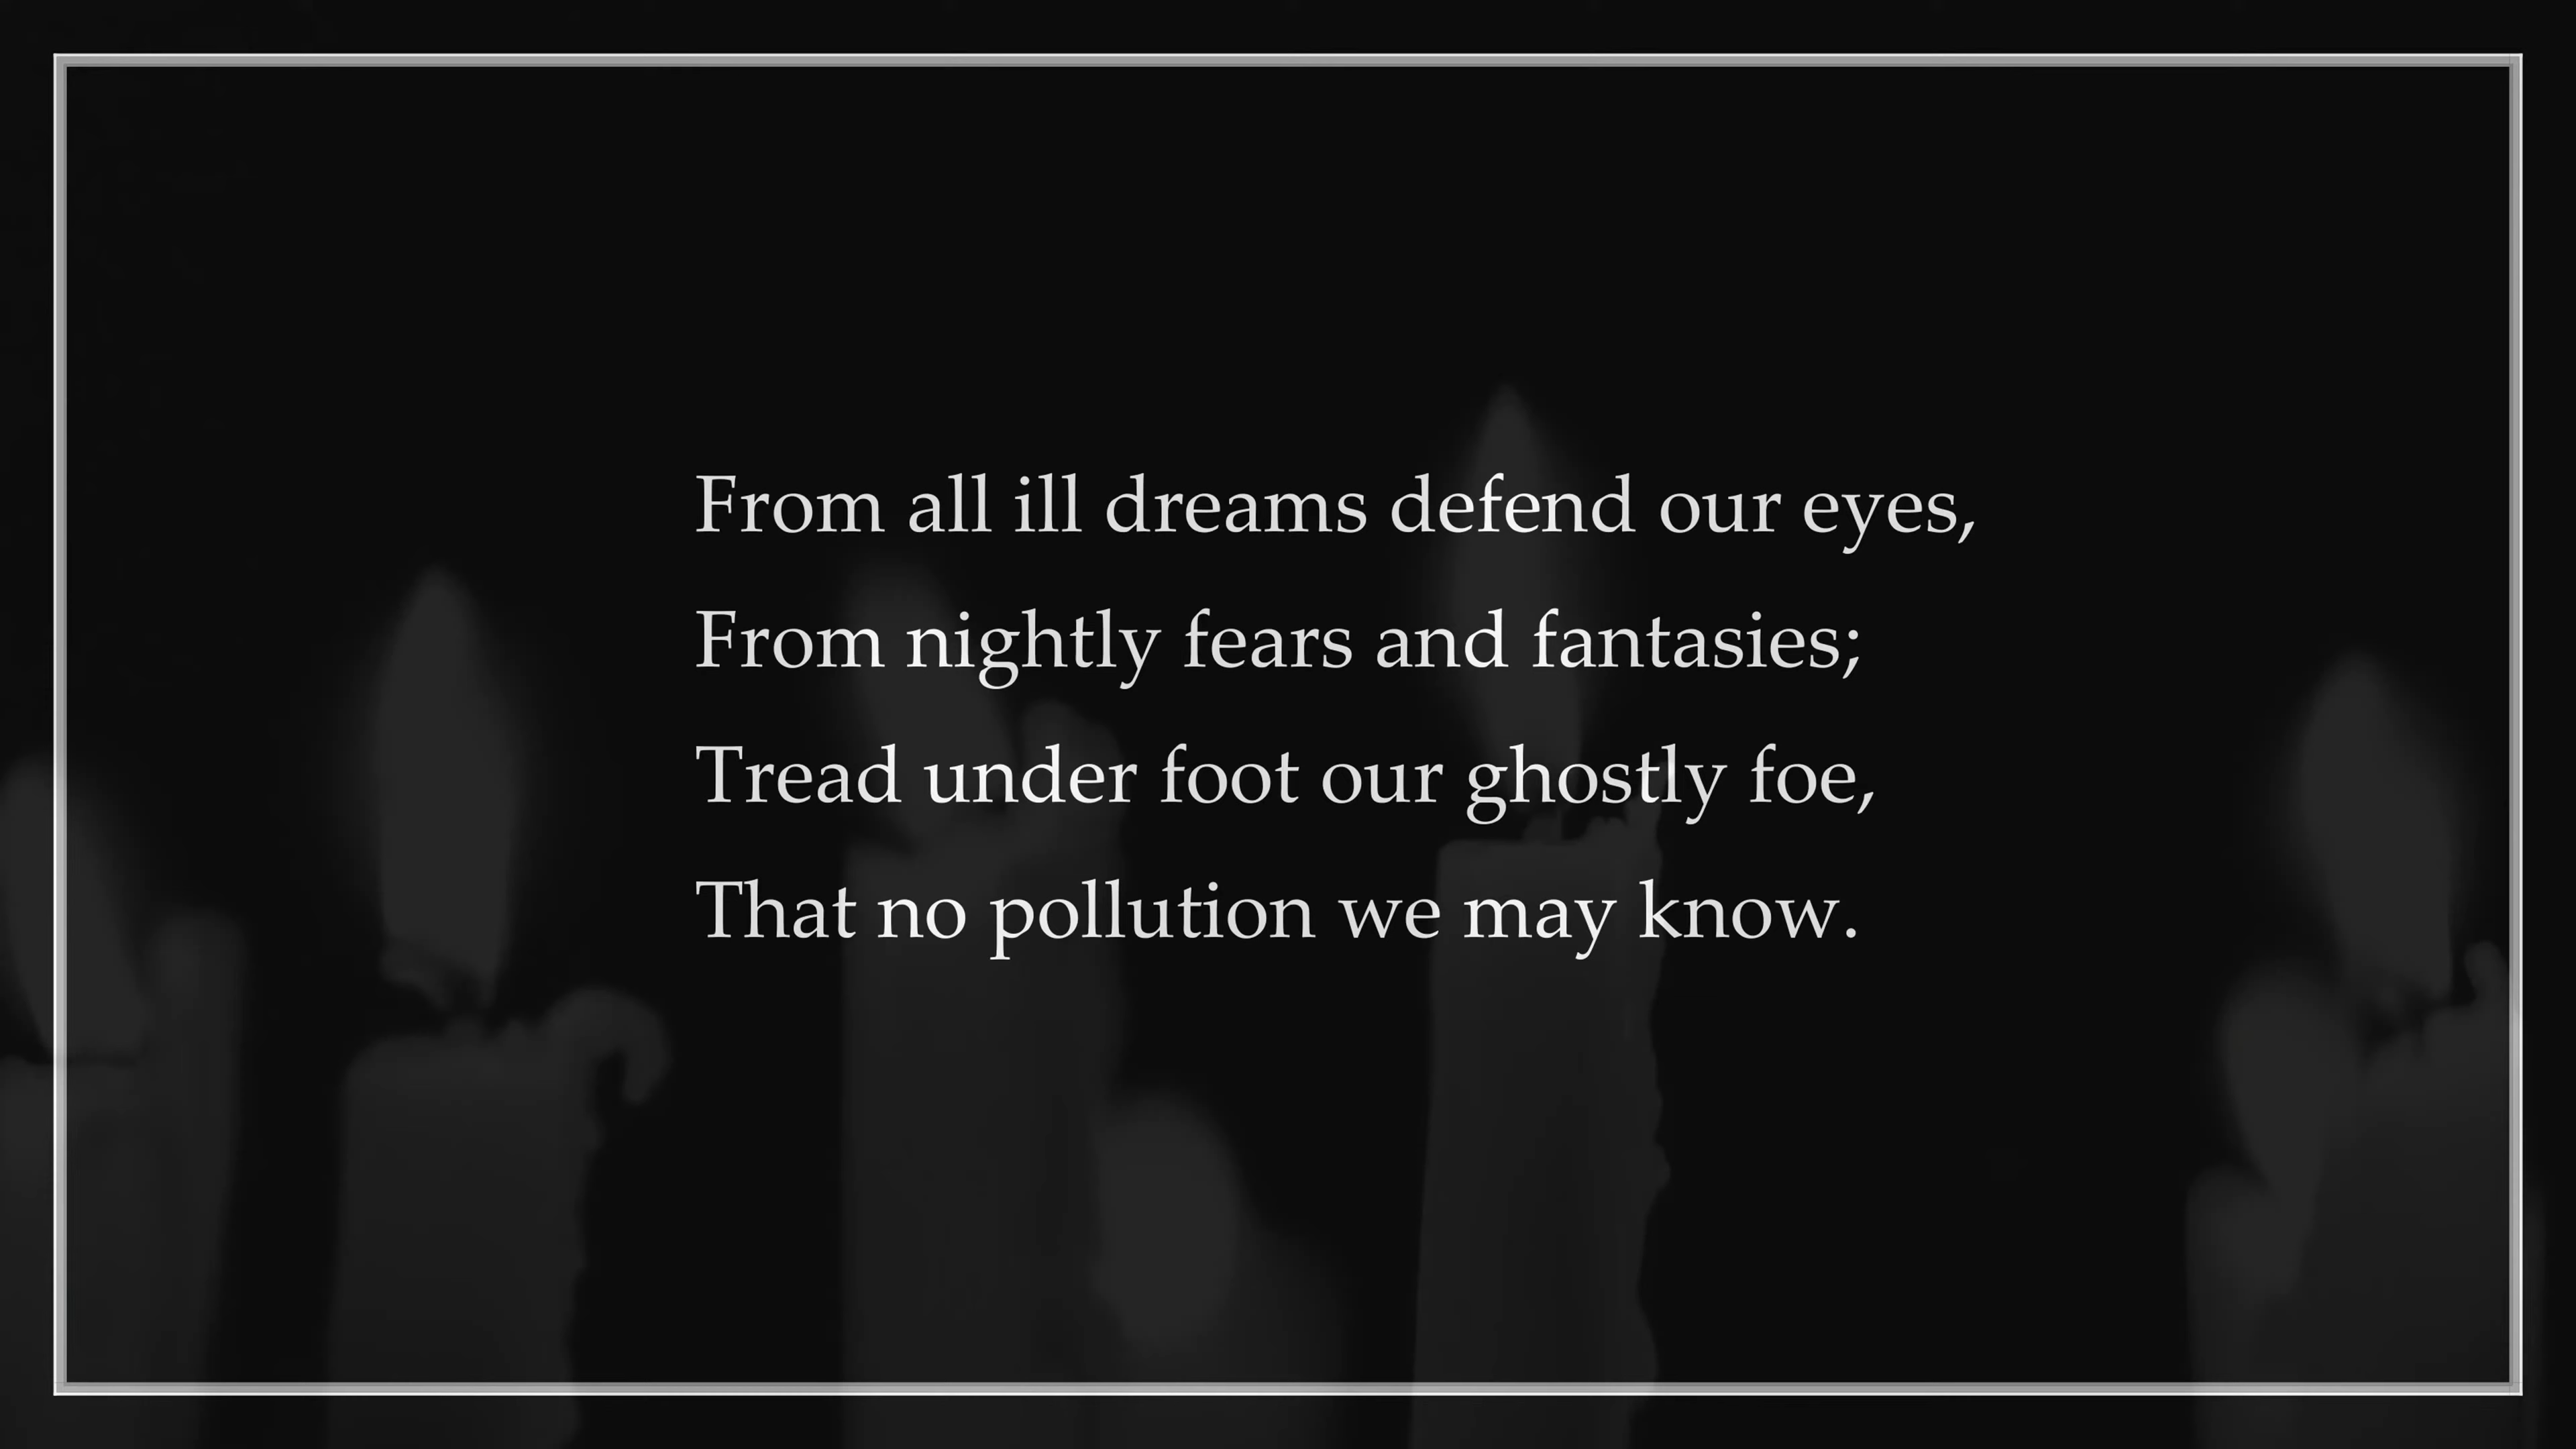 From all ill dreams defend our eyes,
From nightly fears and fantasies;
Tread under foot our ghostly foe,
That no pollution we may know.